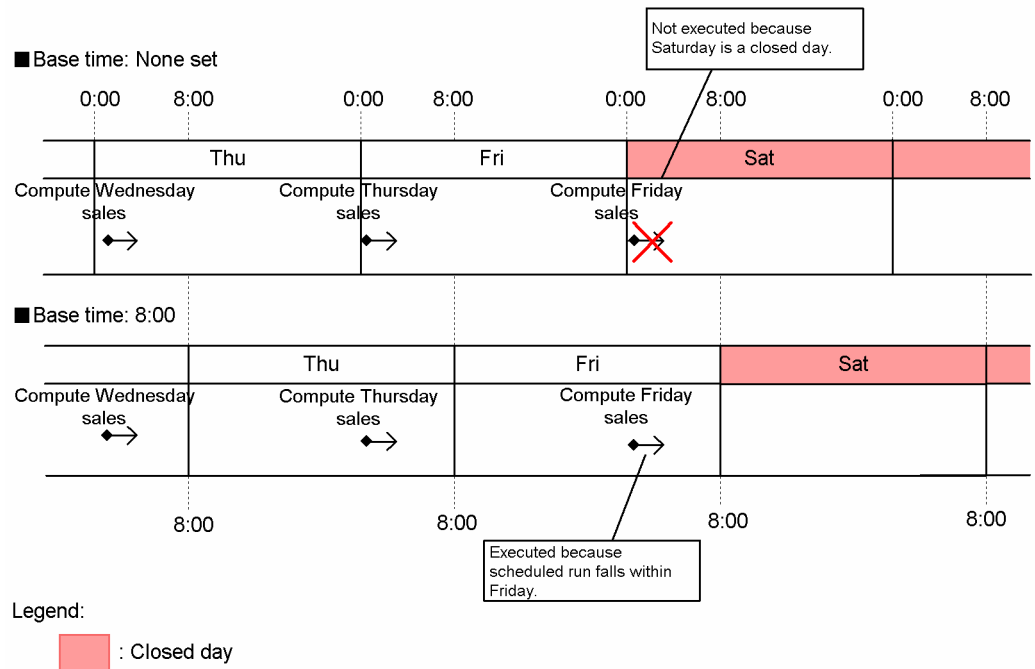 Not executed because
Saturday is a closed day.
■ Base time: None set
0:00 8:00 0:00 8:00 0:00 8:00 0:00 8:00
Thu Fri Sat
Compute Wednesday Compute Thursday Compute Friday
sales sales sales
■ Base time: 8:00
Thu Fri Sat
Compute Wednesday Compute Thursday Compute Friday
sales sales sales
8:00 8:00 8:00 8:00
Executed because
scheduled run falls within
Friday.
Legend:
: Closed day